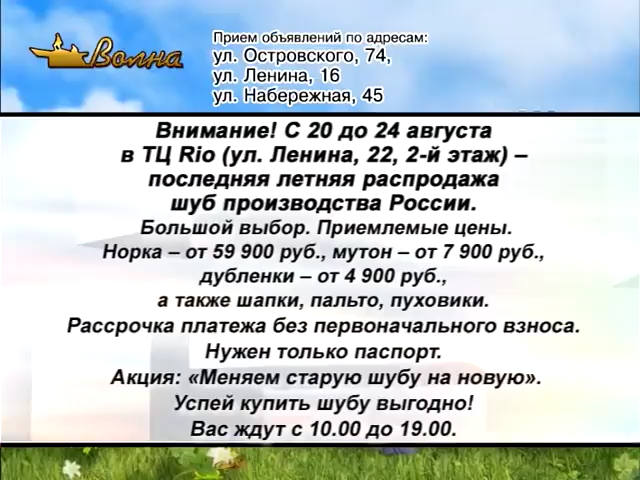 Волна
Прием объявлений по адресам:
ул. Островского, 74,
ул. Ленина, 16
ул. Набережная, 45
Внимание! С 20 до 24 августа
в ТЦ Rio (ул. Ленина, 22, 2-й этаж) –
последняя летняя распродажа
шуб производства России.
Большой выбор. Приемлемые цены.
Норка – от 59 900 руб., мутон – от 7 900 руб.,
дубленки – от 4 900 руб.,
а также шапки, пальто, пуховики.
Рассрочка платежа без первоначального взноса.
Нужен только паспорт.
Акция: «Меняем старую шубу на новую».
Успей купить шубу выгодно!
Вас ждут с 10.00 до 19.00.